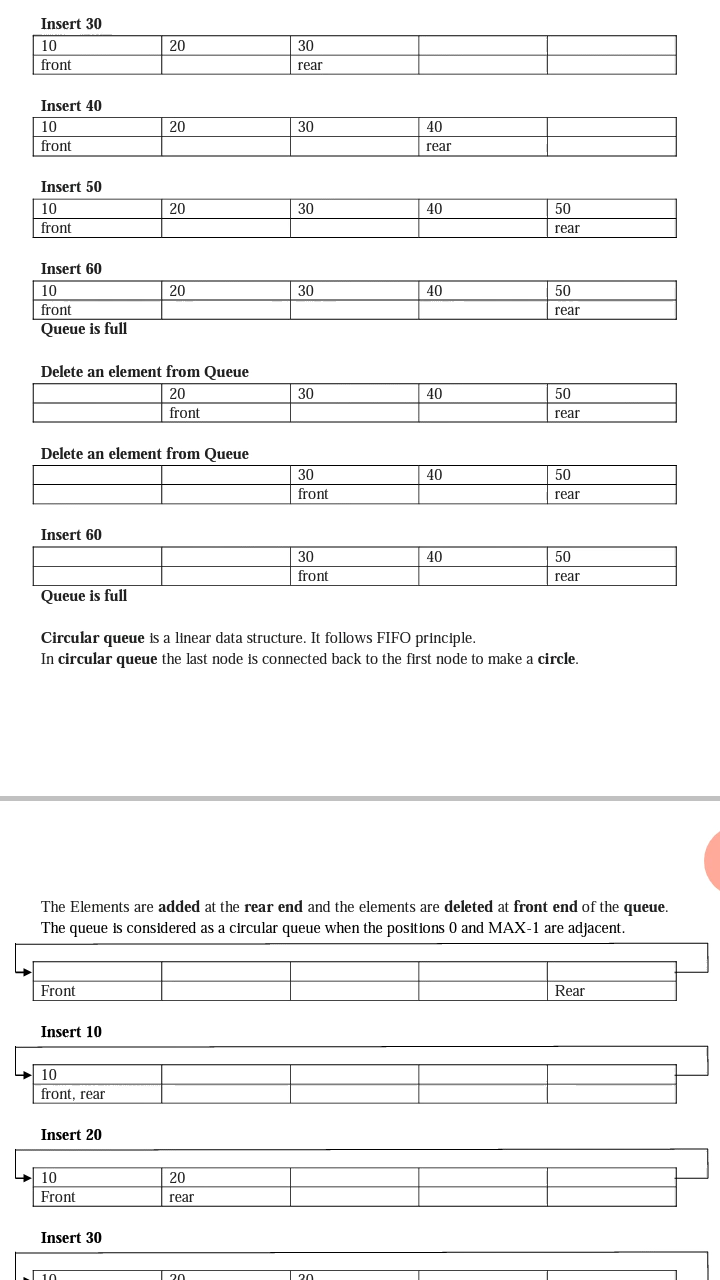 Insert 30
10 20 30
front rear
Insert 40
10 20 30 40
front rear
Insert 50
10 20 30 40 50
front rear
Insert 60
10 20 30 40 50
front rear
Queue is full
Delete an element from Queue
20 30 40 50
front rear
Delete an element from Queue
30 40 50
front rear
Insert 60
30 40 50
front rear
Queue is full
Circular queue is a linear data structure. It follows FIFO principle.
In circular queue the last node is connected back to the first node to make a circle.
The Elements are added at the rear end and the elements are deleted at front end of the queue.
The queue is considered as a circular queue when the positions 0 and MAX-1 are adjacent.
Front Rear
Insert 10
10
front, rear
Insert 20
10 20
Front rear
Insert 30
10 20 30